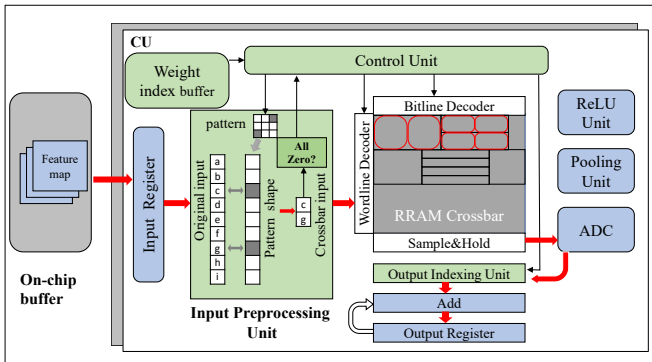 CU
Weight
index buffer
Control Unit
On-chip
buffer
Feature
map
Input Register
pattern
All
Zero?
Original input
a
b
c
d
e
f
g
h
i
Pattern shape
c
g
Crossbar input
Input Preprocessing
Unit
Wordline Decoder
Bitline Decoder
RRAM Crossbar
Sample&Hold
ReLU
Unit
Pooling
Unit
ADC
Output Indexing Unit
Add
Output Register